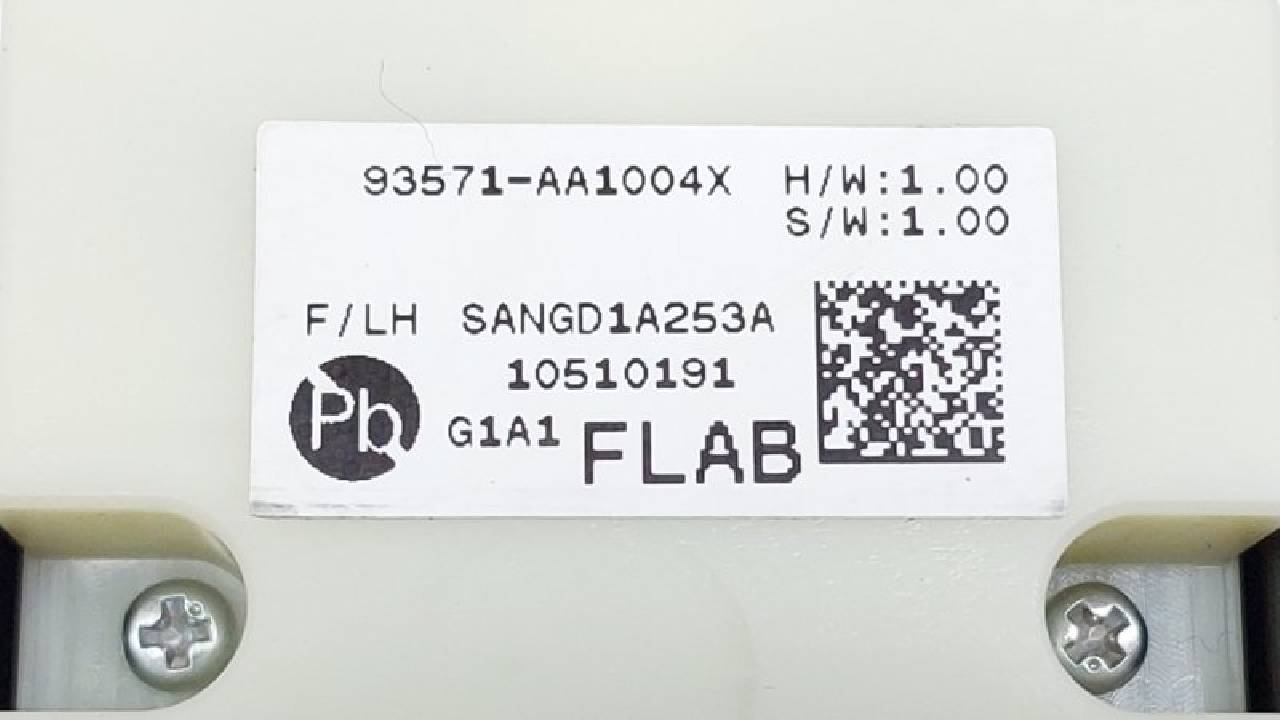 93571-AA1004X H/W:1.00
S/W:1.00
F/LH SANGD1A253A
10510191
Pb G1A1 FLAB